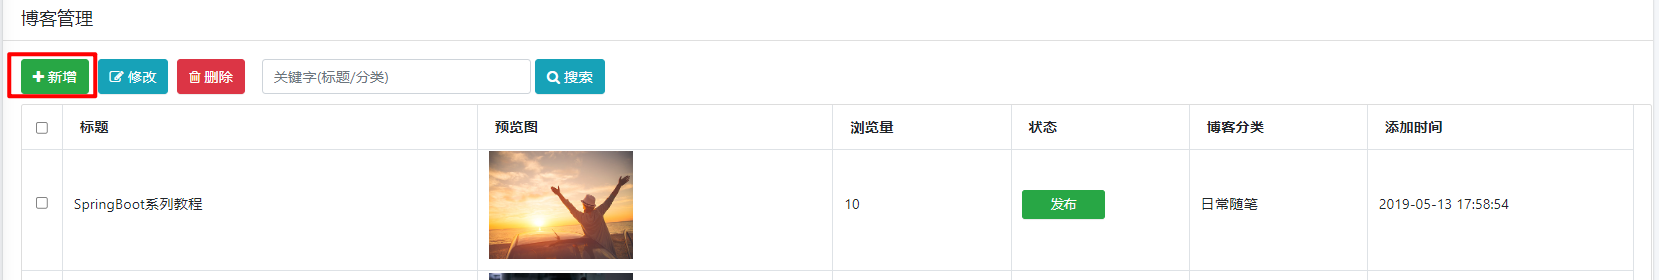 博客管理
新增 修改 删除 关键字(标题/分类) 搜索
标题 预览图 浏览量 状态 博客分类 添加时间
SpringBoot系列教程 10 发布 日常随笔 2019-05-13 17:58:54